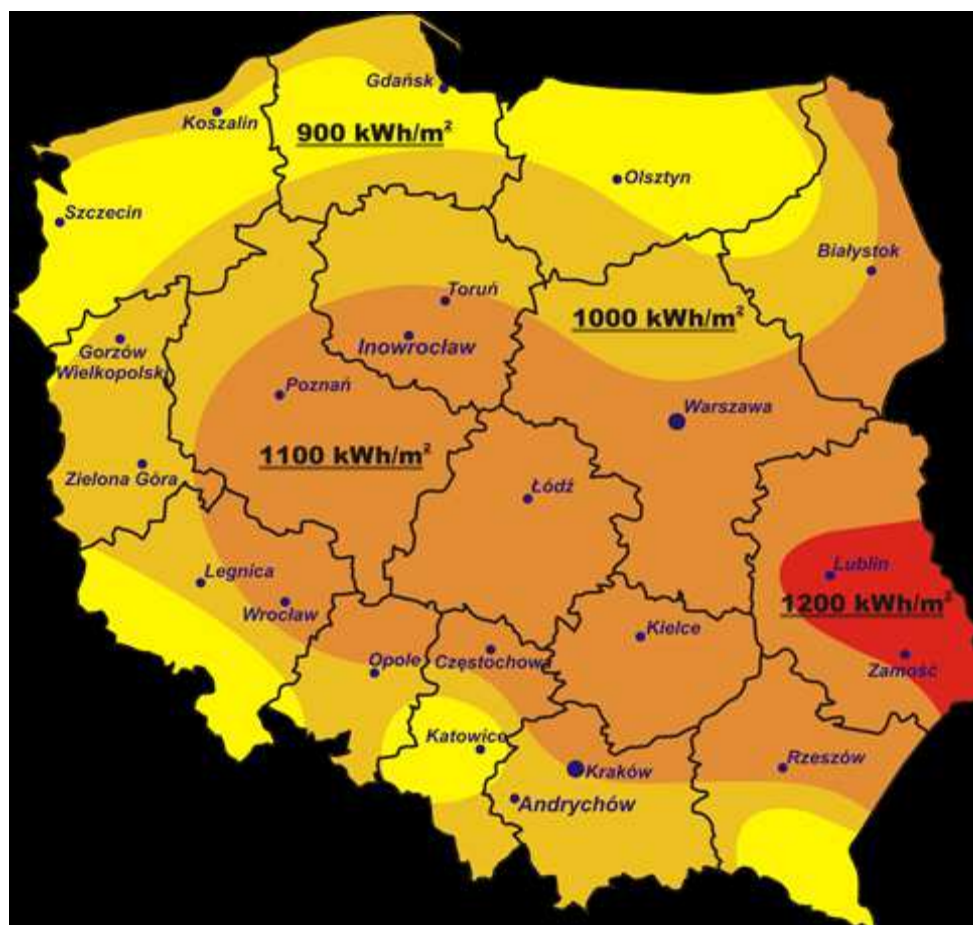 Gdańsk
Koszalin
900 kWh/m²
Olsztyn
Szczecin
Białystok
Toruń
1000 kWh/m²
Inowrocław
Gorzów
Wielkopolski
Poznań
Warszawa
1100 kWh/m²
Zielona Góra
Łódź
Lublin
Legnica
1200 kWh/m²
Wrocław
Kielce
Opole
Częstochowa
Zamość
Katowice
Rzeszów
Kraków
Andrychów